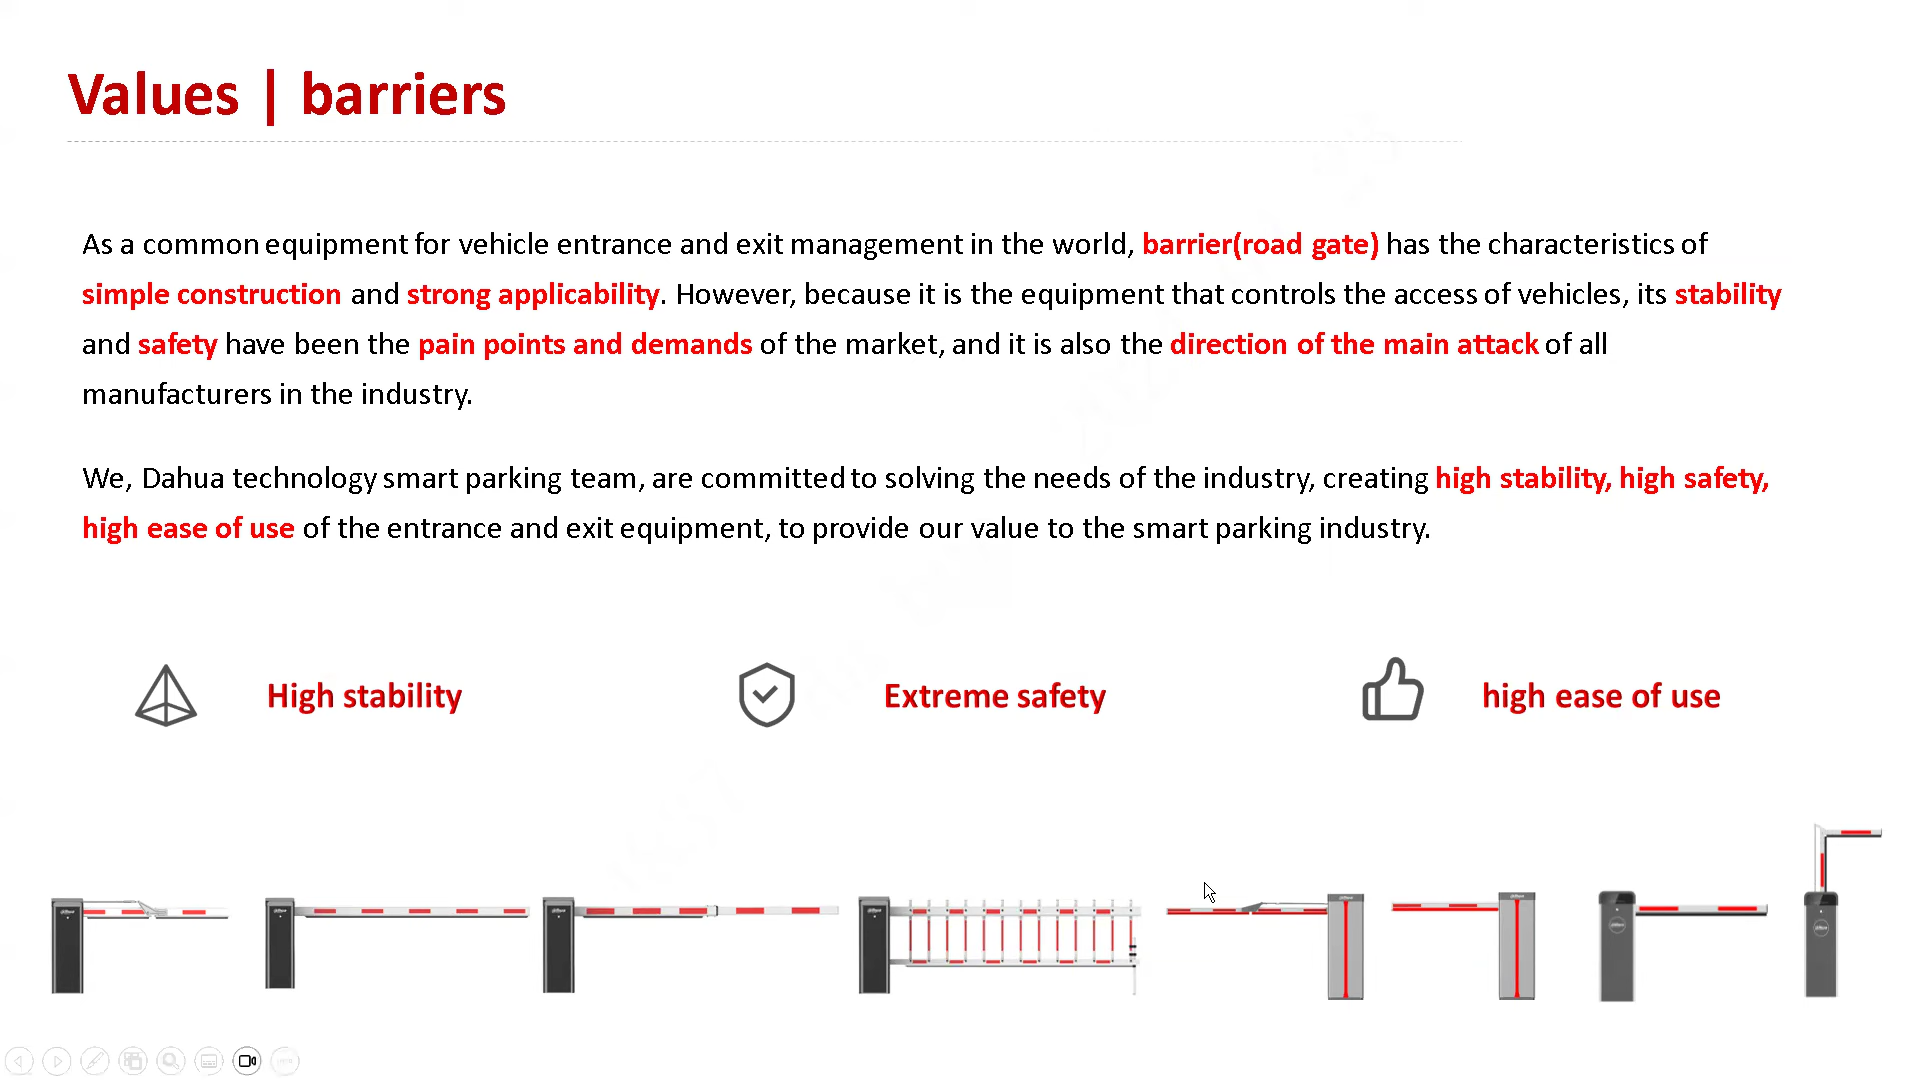 Values | barriers
As a common equipment for vehicle entrance and exit management in the world, barrier(road gate) has the characteristics of
simple construction and strong applicability. However, because it is the equipment that controls the access of vehicles, its stability
and safety have been the pain points and demands of the market, and it is also the direction of the main attack of all
manufacturers in the industry.
We, Dahua technology smart parking team, are committed to solving the needs of the industry, creating high stability, high safety,
high ease of use of the entrance and exit equipment, to provide our value to the smart parking industry.
High stability
Extreme safety
high ease of use